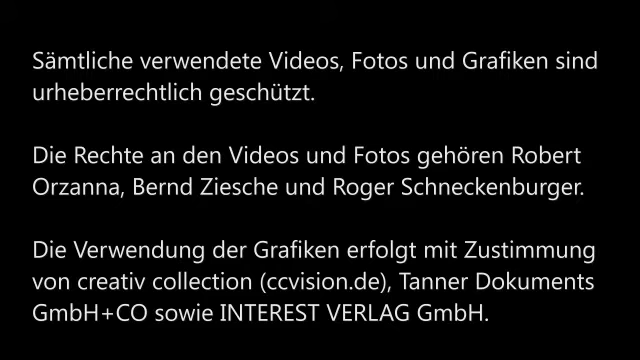 Sämtliche verwendete Videos, Fotos und Grafiken sind
urheberrechtlich geschützt.
Die Rechte an den Videos und Fotos gehören Robert
Orzanna, Bernd Ziesche und Roger Schneckenburger.
Die Verwendung der Grafiken erfolgt mit Zustimmung
von creativ collection (ccvision.de), Tanner Dokuments
GmbH+CO sowie INTEREST VERLAG GmbH.